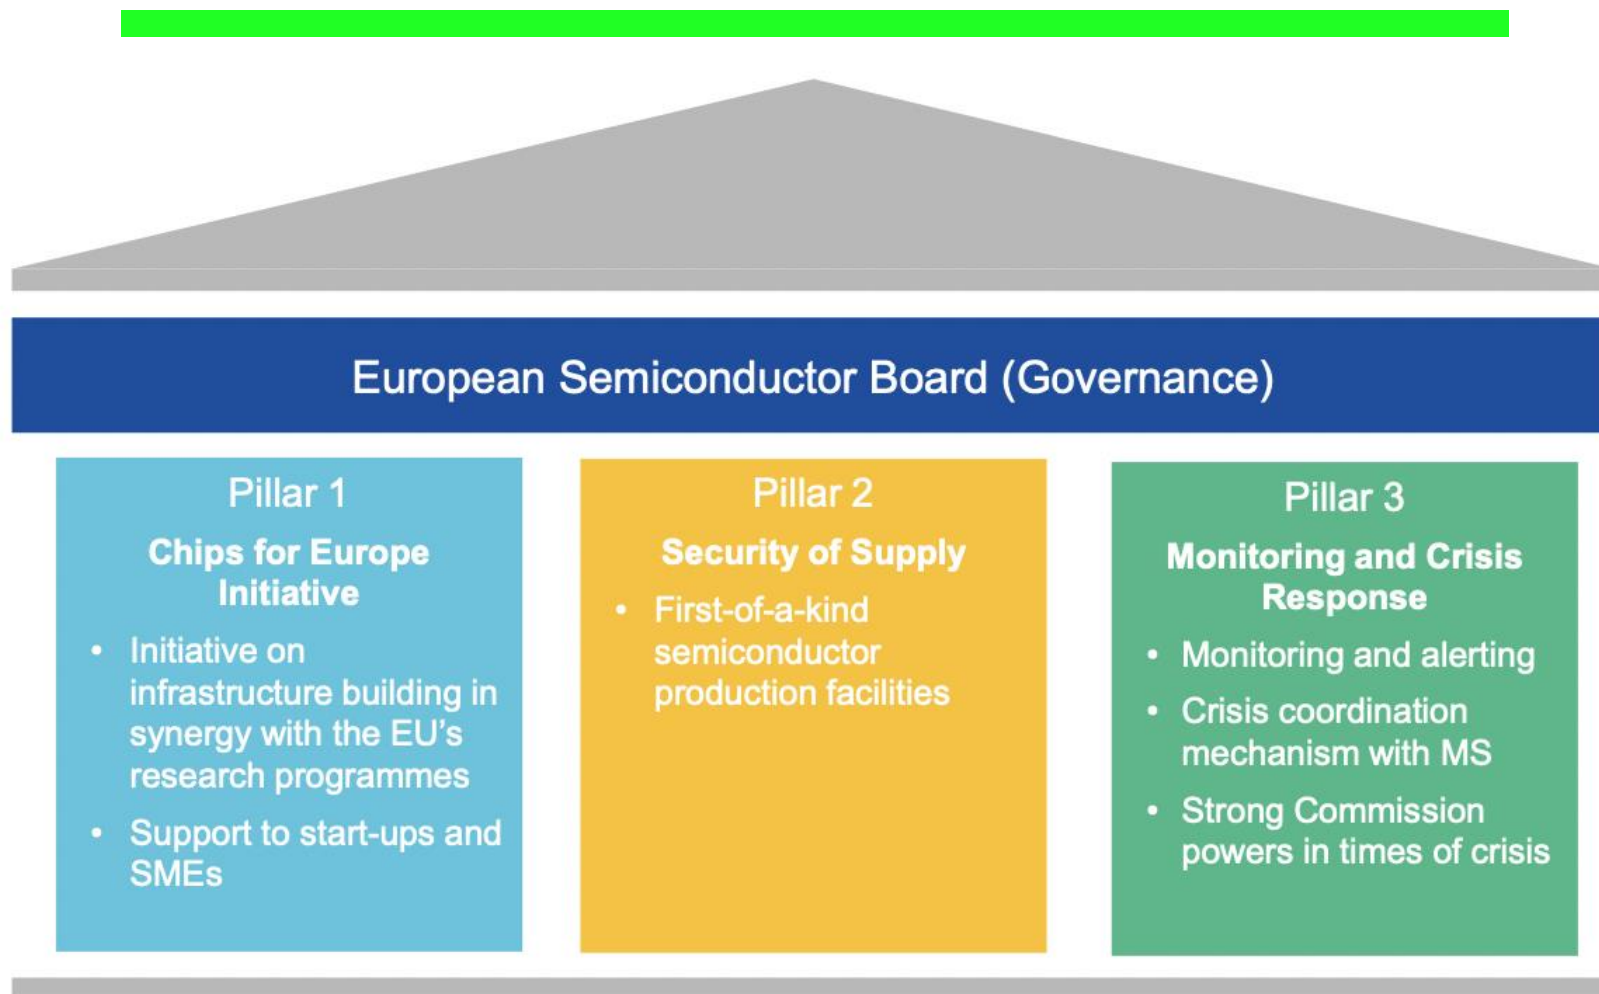 European Semiconductor Board (Governance)
Pillar 1
Chips for Europe
Initiative
• Initiative on
infrastructure building in
synergy with the EU’s
research programmes
• Support to start-ups and
SMEs
Pillar 2
Security of Supply
• First-of-a-kind
semiconductor
production facilities
Pillar 3
Monitoring and Crisis
Response
• Monitoring and alerting
• Crisis coordination
mechanism with MS
• Strong Commission
powers in times of crisis